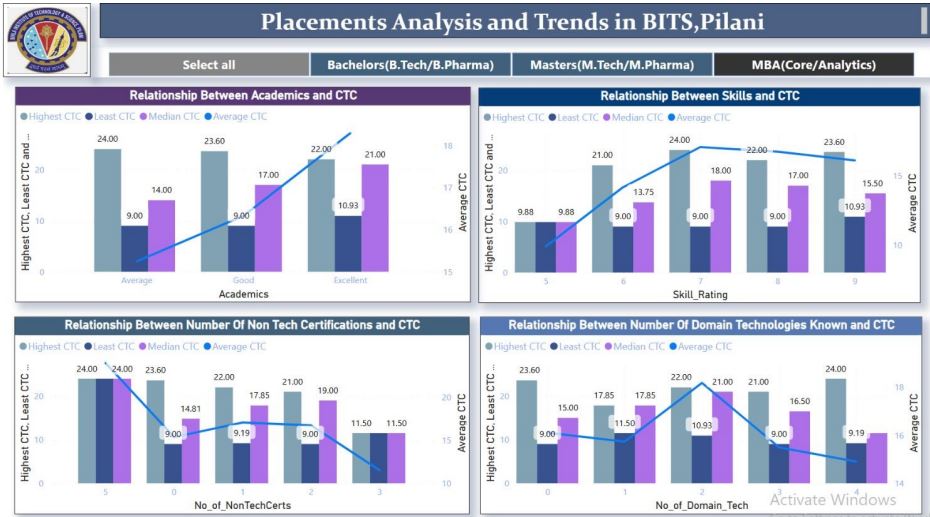 Placements Analysis and Trends in BITS,Pilani
Select all
Bachelors(B.Tech/B.Pharma)
Masters(M.Tech/M.Pharma)
MBA(Core/Analytics)
Relationship Between Academics and CTC
Highest CTC Least CTC Median CTC Average CTC
Highest CTC, Least CTC and ...
24.00 23.60 22.00
9.00 9.00 10.93
14.00 17.00 21.00
0 10 20
15 16 17 18
Average CTC
Average Good Excellent
Academics
Relationship Between Skills and CTC
Highest CTC Least CTC Median CTC Average CTC
Highest CTC, Least CTC and ...
9.88 21.00 24.00 22.00 23.60
9.00 9.00 9.00 10.93
9.88 13.75 18.00 17.00 15.50
0 10 20
10 15
Average CTC
5 6 7 8 9
Skill_Rating
Relationship Between Number Of Non Tech Certifications and CTC
Highest CTC Least CTC Median CTC Average CTC
Highest CTC, Least CTC ...
24.00 23.60 22.00 21.00 11.50
9.00 9.19 9.00
24.00 14.81 17.85 19.00 11.50
0 10 20
10 15 20
Average CTC
5 0 1 2 3
No_of_NonTechCerts
Relationship Between Number Of Domain Technologies Known and CTC
Highest CTC Least CTC Median CTC Average CTC
Highest CTC, Least CTC ...
23.60 17.85 22.00 21.00 24.00
9.00 11.50 10.93 9.00 9.19
15.00 17.85 21.00 16.50
0 10 20
14 16 18
Average CTC
0 1 2 3 4
No_of_Domain_Tech
Activate Windows